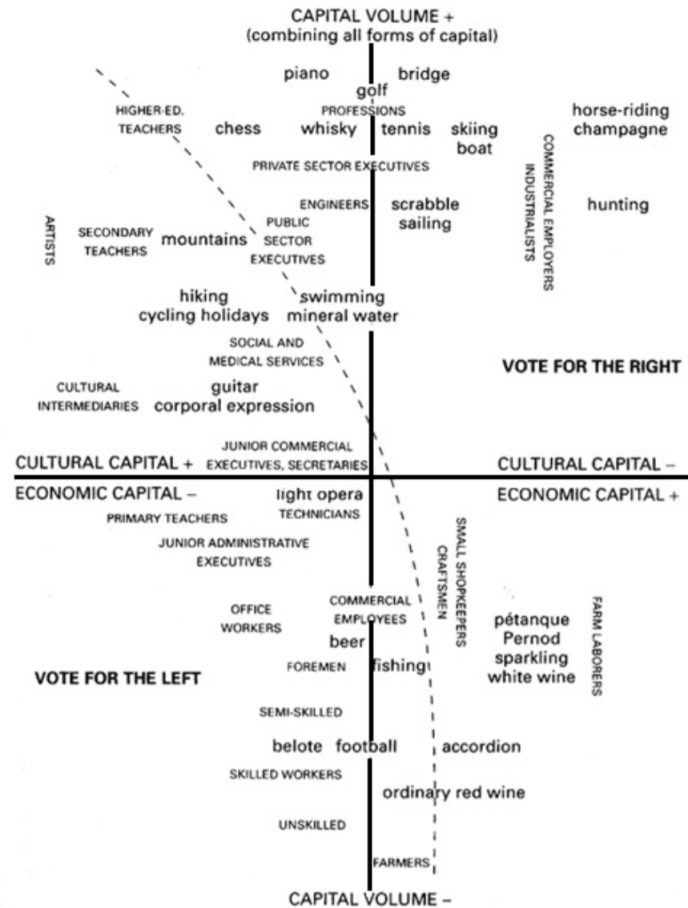 CAPITAL VOLUME +
(combining all forms of capital)
piano
bridge
golf
HIGHER-ED.
TEACHERS
chess
PROFESSIONS
whisky
tennis
skiing
boat
horse-riding
champagne
PRIVATE SECTOR EXECUTIVES
COMMERCIAL EMPLOYERS
INDUSTRIALISTS
ARTISTS
SECONDARY
TEACHERS
mountains
ENGINEERS
PUBLIC
SECTOR
EXECUTIVES
scrabble
sailing
hunting
hiking
cycling holidays
swimming
mineral water
SOCIAL AND
MEDICAL SERVICES
VOTE FOR THE RIGHT
CULTURAL
INTERMEDIARIES
guitar
corporal expression
JUNIOR COMMERCIAL
EXECUTIVES, SECRETARIES
CULTURAL CAPITAL +
CULTURAL CAPITAL –
ECONOMIC CAPITAL –
ECONOMIC CAPITAL +
light opera
TECHNICIANS
PRIMARY TEACHERS
JUNIOR ADMINISTRATIVE
EXECUTIVES
SMALL SHOPKEEPERS
CRAFTSMEN
OFFICE
WORKERS
COMMERCIAL
EMPLOYEES
beer
pétanque
Pernod
sparkling
white wine
FARM LABORERS
VOTE FOR THE LEFT
FOREMEN
fishing
SEMI-SKILLED
belote
football
accordion
SKILLED WORKERS
ordinary red wine
UNSKILLED
FARMERS
CAPITAL VOLUME –